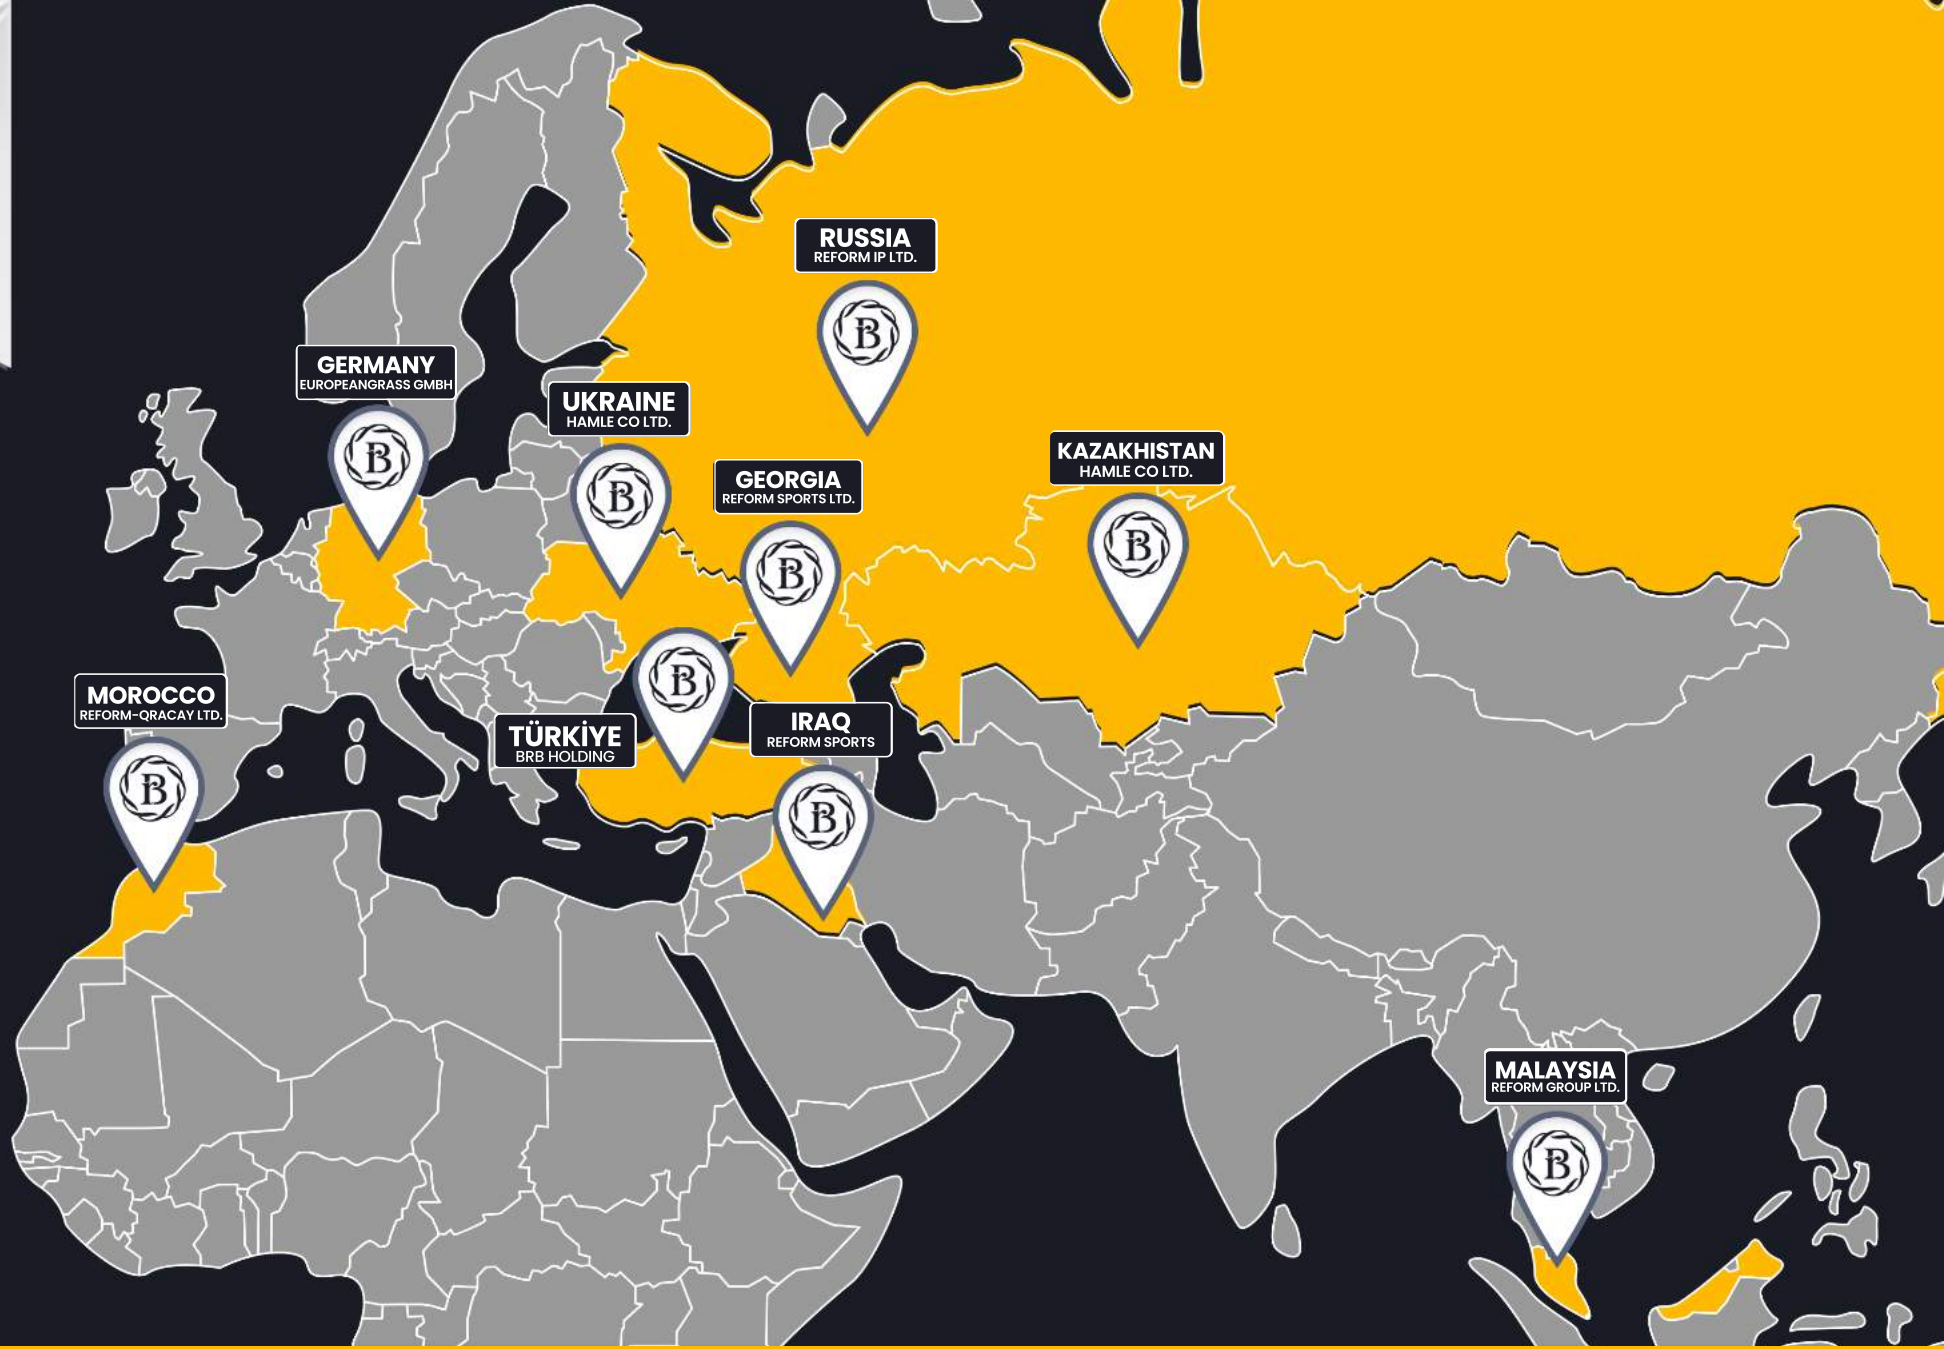 RUSSIA
REFORM IP LTD.
GERMANY
EUROPEANGRASS GMBH
UKRAINE
HAMLE CO LTD.
GEORGIA
REFORM SPORTS LTD.
KAZAKHISTAN
HAMLE CO LTD.
MOROCCO
REFORM-QRACAY LTD.
TÜRKİYE
BRB HOLDING
IRAQ
REFORM SPORTS
MALAYSIA
REFORM GROUP LTD.
B
B
B
B
B
B
B
B
B